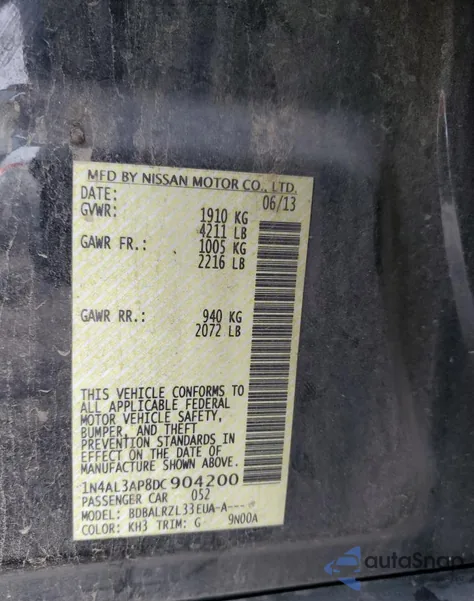 MFD BY NISSAN MOTOR CO., LTD.
DATE: 06/13
GVWR: 1910 KG
4211 LB
GAWR FR.: 1005 KG
2216 LB
GAWR RR.: 940 KG
2072 LB
THIS VEHICLE CONFORMS TO
ALL APPLICABLE FEDERAL
MOTOR VEHICLE SAFETY,
BUMPER, AND THEFT
PREVENTION STANDARDS IN
EFFECT ON THE DATE OF
MANUFACTURE SHOWN ABOVE.
1N4AL3AP8DC904200
PASSENGER CAR 052
MODEL: BDBALRZL33EUA-A----
COLOR: KH3 TRIM: G 9N00A
autoSnap